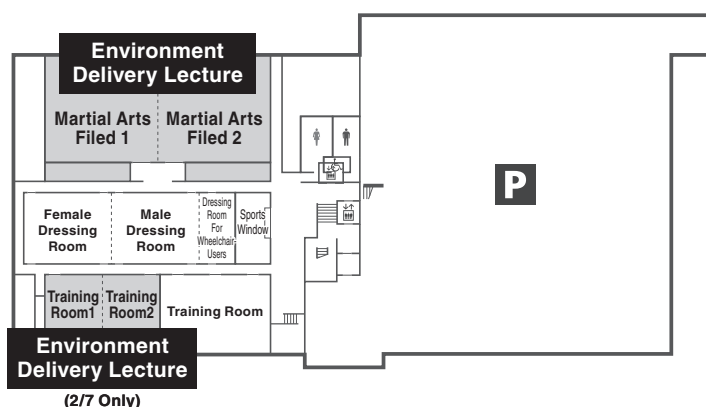 Environment
Delivery Lecture
Martial Arts
Filed 1
Martial Arts
Filed 2
P
Female
Dressing
Room
Male
Dressing
Room
Dressing
Room
For
Wheelchair
Users
Sports
Window
Training
Room1
Training
Room2
Training Room
Environment
Delivery Lecture
(2/7 Only)